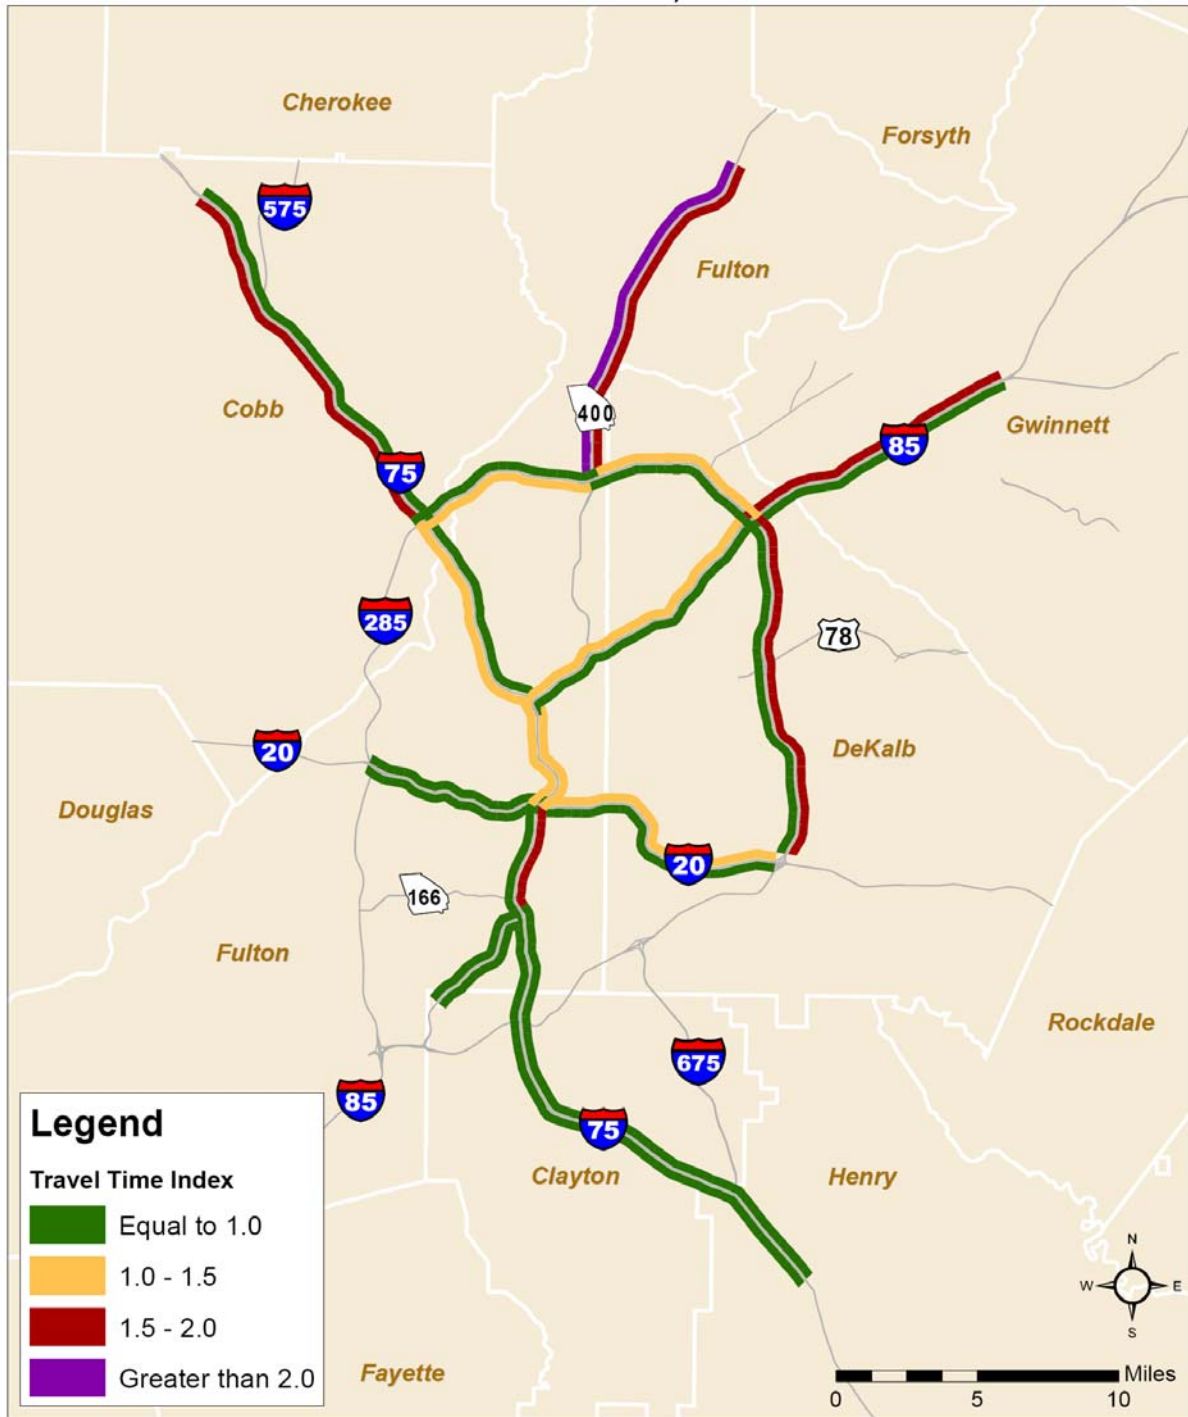 Cherokee
Forsyth
575
Fulton
Cobb
400
Gwinnett
85
75
285
78
20
DeKalb
Douglas
20
166
Fulton
Rockdale
675
85
75
Clayton
Henry
Legend
Travel Time Index
Equal to 1.0
1.0 - 1.5
1.5 - 2.0
Greater than 2.0
Fayette
N
W E
S
Miles
0 5 10